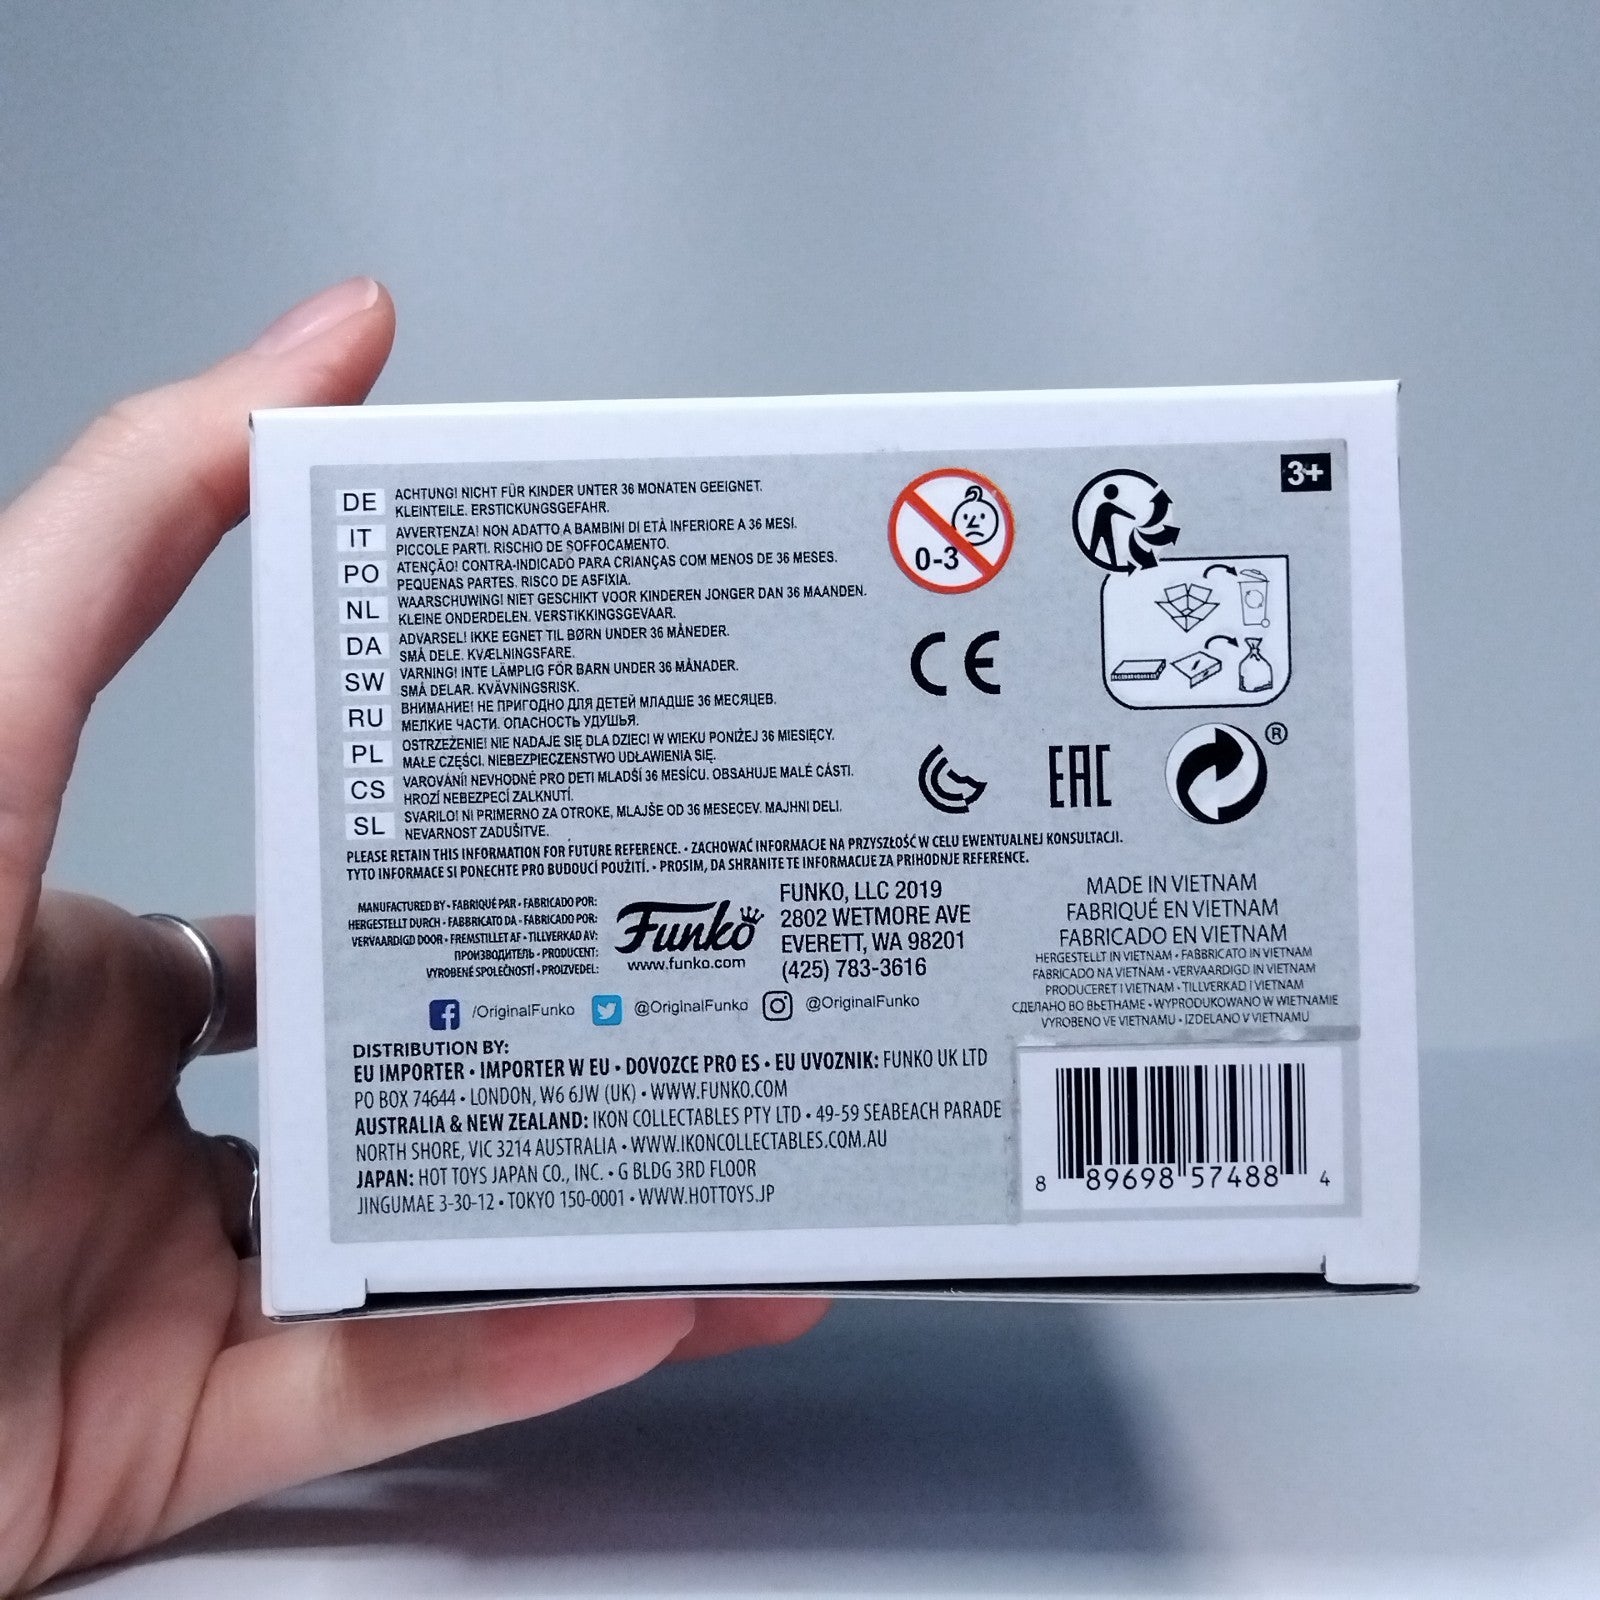 3+
DE ACHTUNG! NICHT FÜR KINDER UNTER 36 MONATEN GEEIGNET.
KLEINTEILE. ERSTICKUNGSGEFAHR.
IT AVVERTENZA! NON ADATTO A BAMBINI DI ETÀ INFERIORE A 36 MESI.
PICCOLE PARTI. RISCHIO DE SOFFOCAMENTO.
PO ATENÇÃO! CONTRA-INDICADO PARA CRIANÇAS COM MENOS DE 36 MESES.
PEQUENAS PARTES. RISCO DE ASFIXIA.
NL WAARSCHUWING! NIET GESCHIKT VOOR KINDEREN JONGER DAN 36 MAANDEN.
KLEINE ONDERDELEN. VERSTIKKINGSGEVAAR.
DA ADVARSEL! IKKE EGNET TIL BØRN UNDER 36 MÅNEDER.
SMÅ DELE. KVÆLNINGSFARE.
SW VARNING! INTE LÄMPLIG FÖR BARN UNDER 36 MÅNADER.
SMÅ DELAR. KVÄVNINGSRISK.
RU ВНИМАНИЕ! НЕ ПРИГОДНО ДЛЯ ДЕТЕЙ МЛАДШЕ 36 МЕСЯЦЕВ.
МЕЛКИЕ ЧАСТИ. ОПАСНОСТЬ УДУШЬЯ.
PL OSTRZEŻENIE! NIE NADAJE SIĘ DLA DZIECI W WIEKU PONIŻEJ 36 MIESIĘCY.
MAŁE CZĘŚCI. NIEBEZPIECZEŃSTWO UDŁAWIENIA SIĘ.
CS VAROVÁNÍ! NEVHODNÉ PRO DETI MLADŠÍ 36 MESÍCU. OBSAHUJE MALÉ CÁSTI.
HROZÍ NEBEZPECÍ ZALKNUTÍ.
SL SVARILO! NI PRIMERNO ZA OTROKE, MLAJŠE OD 36 MESECEV. MAJHNI DELI.
NEVARNOST ZADUŠITVE.
0-3
CE
EAC
®
PLEASE RETAIN THIS INFORMATION FOR FUTURE REFERENCE. • ZACHOWAĆ INFORMACJE NA PRZYSZŁOŚĆ W CELU EWENTUALNEJ KONSULTACJI.
TYTO INFORMACE SI PONECHTE PRO BUDOUCÍ POUŽITÍ. • PROSIM, DA SHRANITE TE INFORMACIJE ZA PRIHODNJE REFERENCE.
MANUFACTURED BY • FABRIQUÉ PAR • FABRICADO POR:
HERGESTELLT DURCH • FABBRICATO DA • FABRICADO POR:
VERVAARDIGD DOOR • FREMSTILLET AF • TILLVERKAD AV:
ПРОИЗВОДИТЕЛЬ • PRODUCENT:
VYROBENÉ SPOLEČNOSTÍ • PROIZVEDEL:
Funko
www.funko.com
FUNKO, LLC 2019
2802 WETMORE AVE
EVERETT, WA 98201
(425) 783-3616
MADE IN VIETNAM
FABRIQUÉ EN VIETNAM
FABRICADO EN VIETNAM
HERGESTELLT IN VIETNAM • FABBRICATO IN VIETNAM
FABRICADO NA VIETNAM • VERVAARDIGD IN VIETNAM
PRODUCERET I VIETNAM • TILLVERKAD I VIETNAM
СДЕЛАНО ВО ВЬЕТНАМЕ • WYPRODUKOWANO W WIETNAMIE
VYROBENO VE VIETNAMU • IZDELANO V VIETNAMU
/OriginalFunko @OriginalFunko @OriginalFunko
DISTRIBUTION BY:
EU IMPORTER • IMPORTER W EU • DOVOZCE PRO ES • EU UVOZNIK: FUNKO UK LTD
PO BOX 74644 • LONDON, W6 6JW (UK) • WWW.FUNKO.COM
AUSTRALIA & NEW ZEALAND: IKON COLLECTABLES PTY LTD • 49-59 SEABEACH PARADE
NORTH SHORE, VIC 3214 AUSTRALIA • WWW.IKONCOLLECTABLES.COM.AU
JAPAN: HOT TOYS JAPAN CO., INC. • G BLDG 3RD FLOOR
JINGUMAE 3-30-12 • TOKYO 150-0001 • WWW.HOTTOYS.JP
8 89698 57488 4